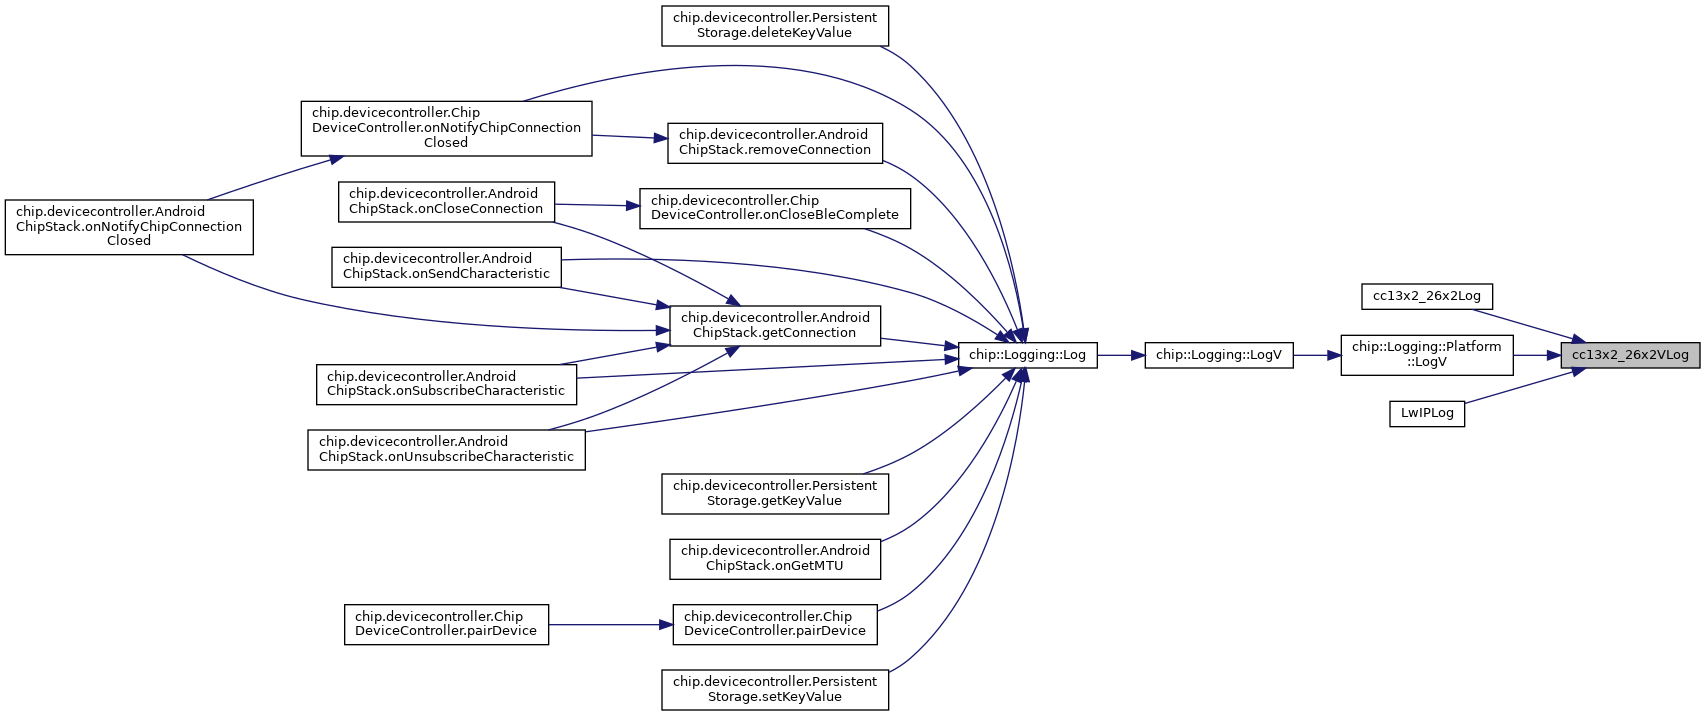 chip.devicecontroller.Persistent
Storage.deleteKeyValue
chip.devicecontroller.Chip
DeviceController.onNotifyChipConnection
Closed
chip.devicecontroller.Android
ChipStack.removeConnection
chip.devicecontroller.Android
ChipStack.onNotifyChipConnection
Closed
chip.devicecontroller.Android
ChipStack.onCloseConnection
chip.devicecontroller.Chip
DeviceController.onCloseBleComplete
chip.devicecontroller.Android
ChipStack.onSendCharacteristic
chip.devicecontroller.Android
ChipStack.getConnection
chip.devicecontroller.Android
ChipStack.onSubscribeCharacteristic
chip.devicecontroller.Android
ChipStack.onUnsubscribeCharacteristic
chip::Logging::Log
chip::Logging::LogV
cc13x2_26x2Log
chip::Logging::Platform
::LogV
cc13x2_26x2VLog
LwIPLog
chip.devicecontroller.Persistent
Storage.getKeyValue
chip.devicecontroller.Android
ChipStack.onGetMTU
chip.devicecontroller.Chip
DeviceController.pairDevice
chip.devicecontroller.Chip
DeviceController.pairDevice
chip.devicecontroller.Persistent
Storage.setKeyValue